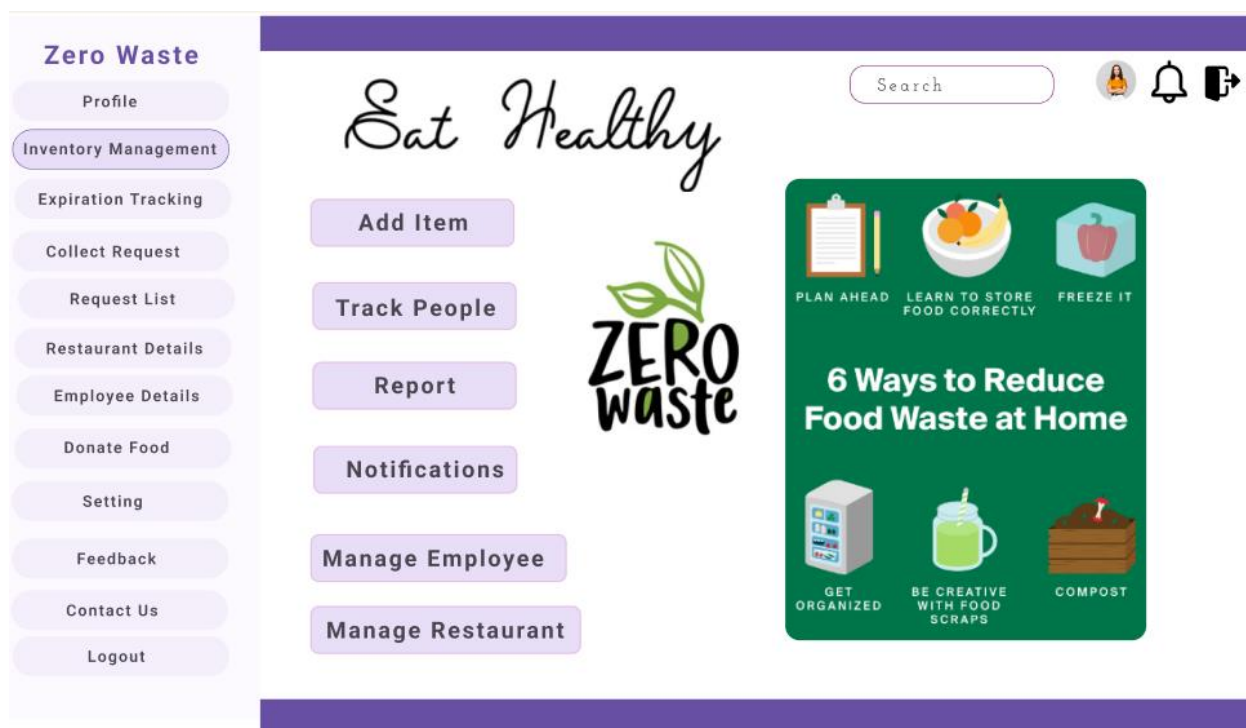 Zero Waste
Profile
Inventory Management
Expiration Tracking
Collect Request
Request List
Restaurant Details
Employee Details
Donate Food
Setting
Feedback
Contact Us
Logout
Eat Healthy
Search
Add Item
Track People
Report
Notifications
Manage Employee
Manage Restaurant
ZERO
waste
PLAN AHEAD
LEARN TO STORE
FOOD CORRECTLY
FREEZE IT
6 Ways to Reduce
Food Waste at Home
GET
ORGANIZED
BE CREATIVE
WITH FOOD
SCRAPS
COMPOST